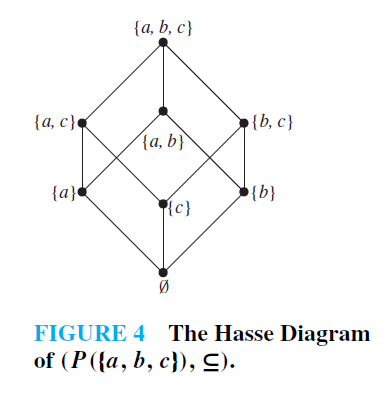 {a, b, c}
{a, c}
{b, c}
{a, b}
{a}
{c}
{b}
Ø
FIGURE 4 The Hasse Diagram
of (P({a, b, c}), ⊆).